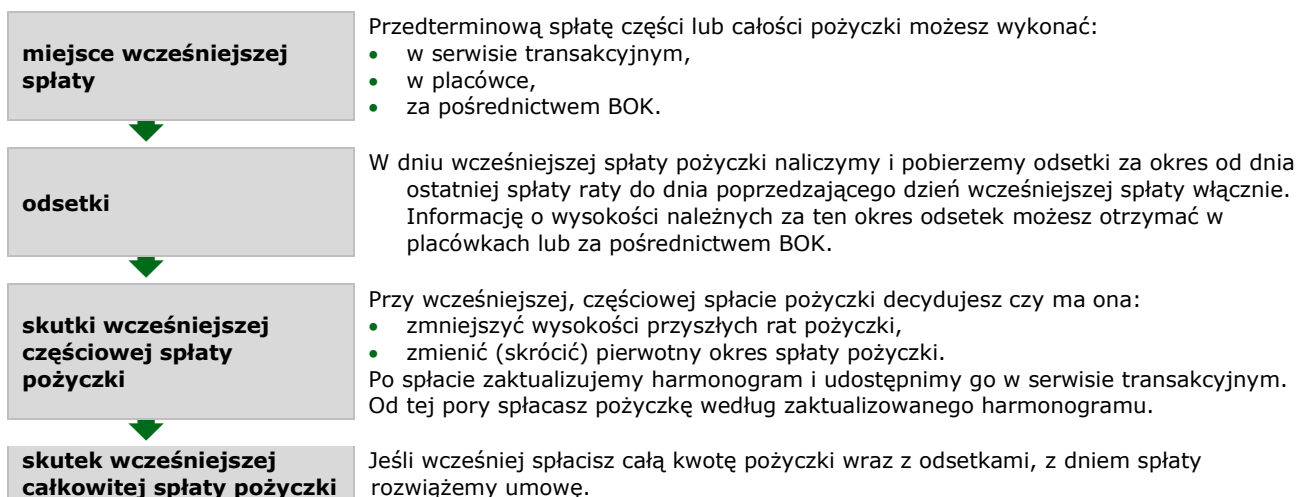 miejsce wcześniejszej
spłaty
Przedterminową spłatę części lub całości pożyczki możesz wykonać:
• w serwisie transakcyjnym,
• w placówce,
• za pośrednictwem BOK.
odsetki
W dniu wcześniejszej spłaty pożyczki naliczymy i pobierzemy odsetki za okres od dnia
ostatniej spłaty raty do dnia poprzedzającego dzień wcześniejszej spłaty włącznie.
Informację o wysokości należnych za ten okres odsetek możesz otrzymać w
placówkach lub za pośrednictwem BOK.
skutki wcześniejszej
częściowej spłaty
pożyczki
Przy wcześniejszej, częściowej spłacie pożyczki decydujesz czy ma ona:
• zmniejszyć wysokości przyszłych rat pożyczki,
• zmienić (skrócić) pierwotny okres spłaty pożyczki.
Po spłacie zaktualizujemy harmonogram i udostępnimy go w serwisie transakcyjnym.
Od tej pory spłacasz pożyczkę według zaktualizowanego harmonogramu.
skutek wcześniejszej
całkowitej spłaty pożyczki
Jeśli wcześniej spłacisz całą kwotę pożyczki wraz z odsetkami, z dniem spłaty
rozwiążemy umowę.